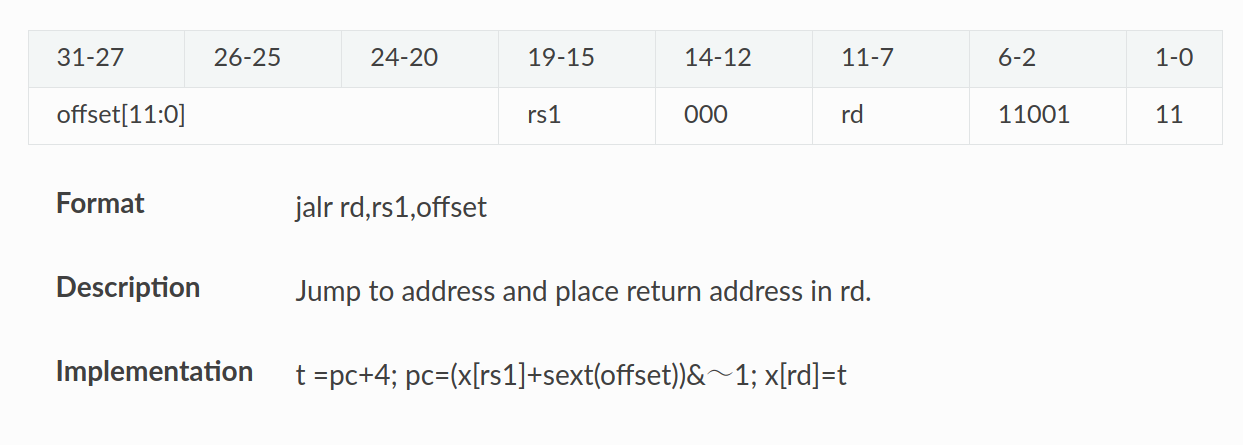 31-27 26-25 24-20 19-15 14-12 11-7 6-2 1-0
offset[11:0] rs1 000 rd 11001 11
Format jalr rd,rs1,offset
Description Jump to address and place return address in rd.
Implementation t =pc+4; pc=(x[rs1]+sext(offset))&～1; x[rd]=t